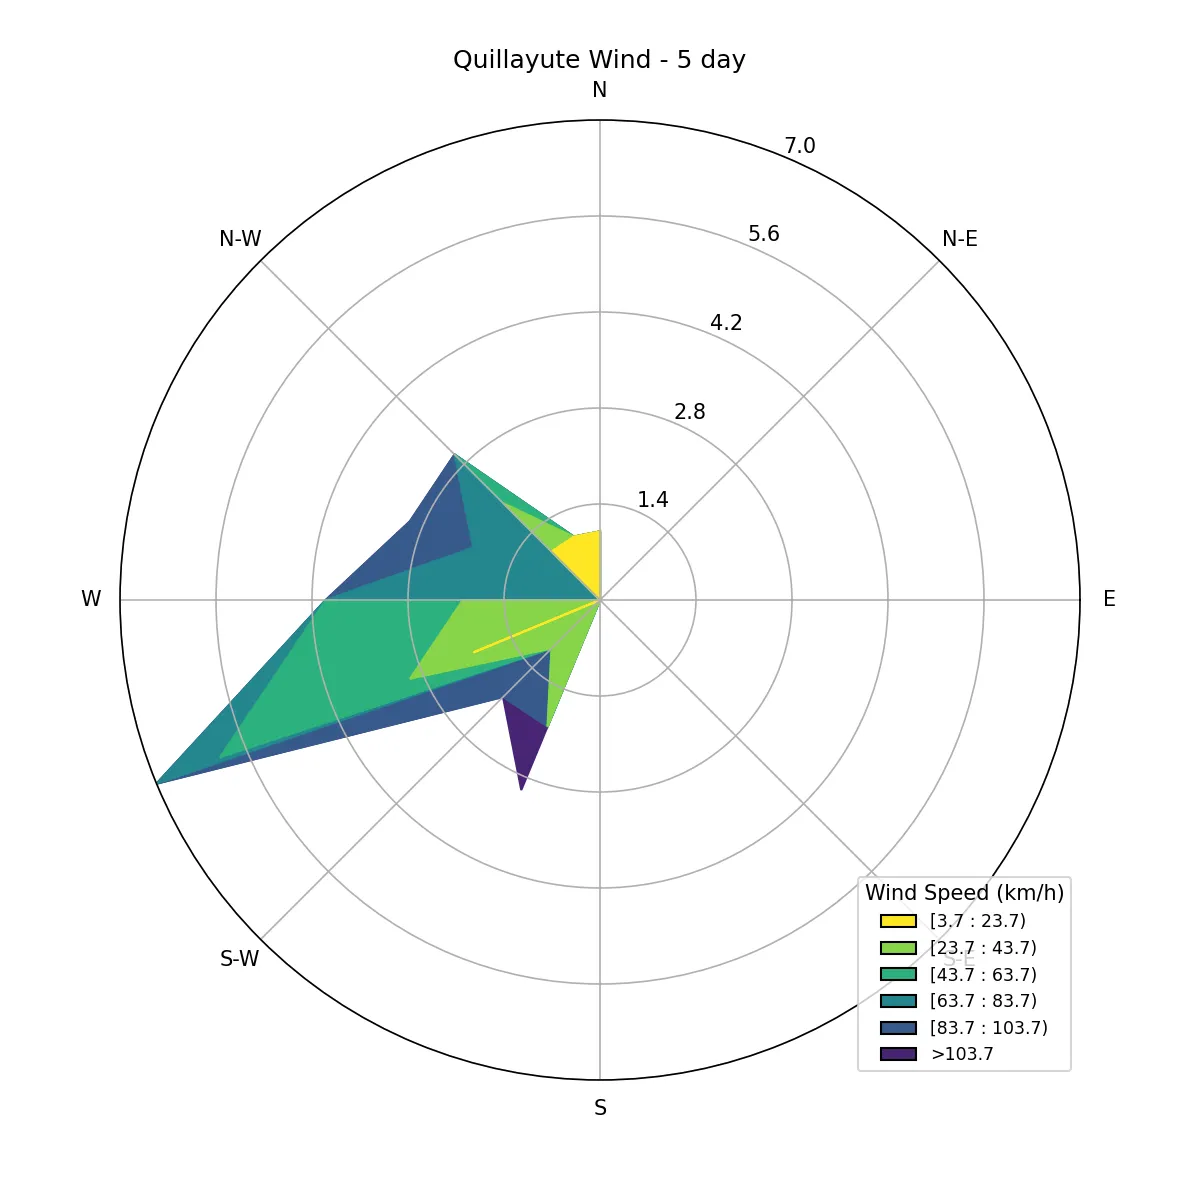 Quillayute Wind - 5 day
N
7.0
N-W
N-E
5.6
4.2
2.8
1.4
W
E
S-W
S-E
S
Wind Speed (km/h)
[3.7 : 23.7)
[23.7 : 43.7)
[43.7 : 63.7)
[63.7 : 83.7)
[83.7 : 103.7)
>103.7